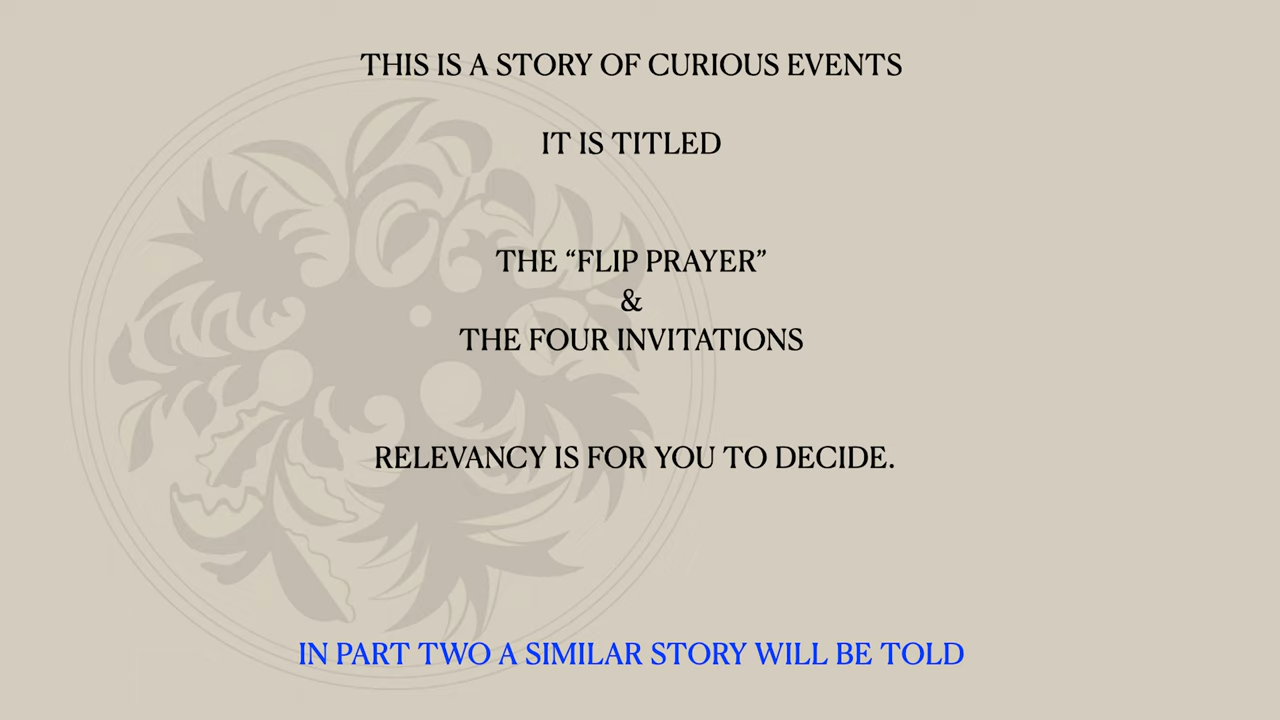 THIS IS A STORY OF CURIOUS EVENTS
IT IS TITLED
THE “FLIP PRAYER”
&
THE FOUR INVITATIONS
RELEVANCY IS FOR YOU TO DECIDE.
IN PART TWO A SIMILAR STORY WILL BE TOLD